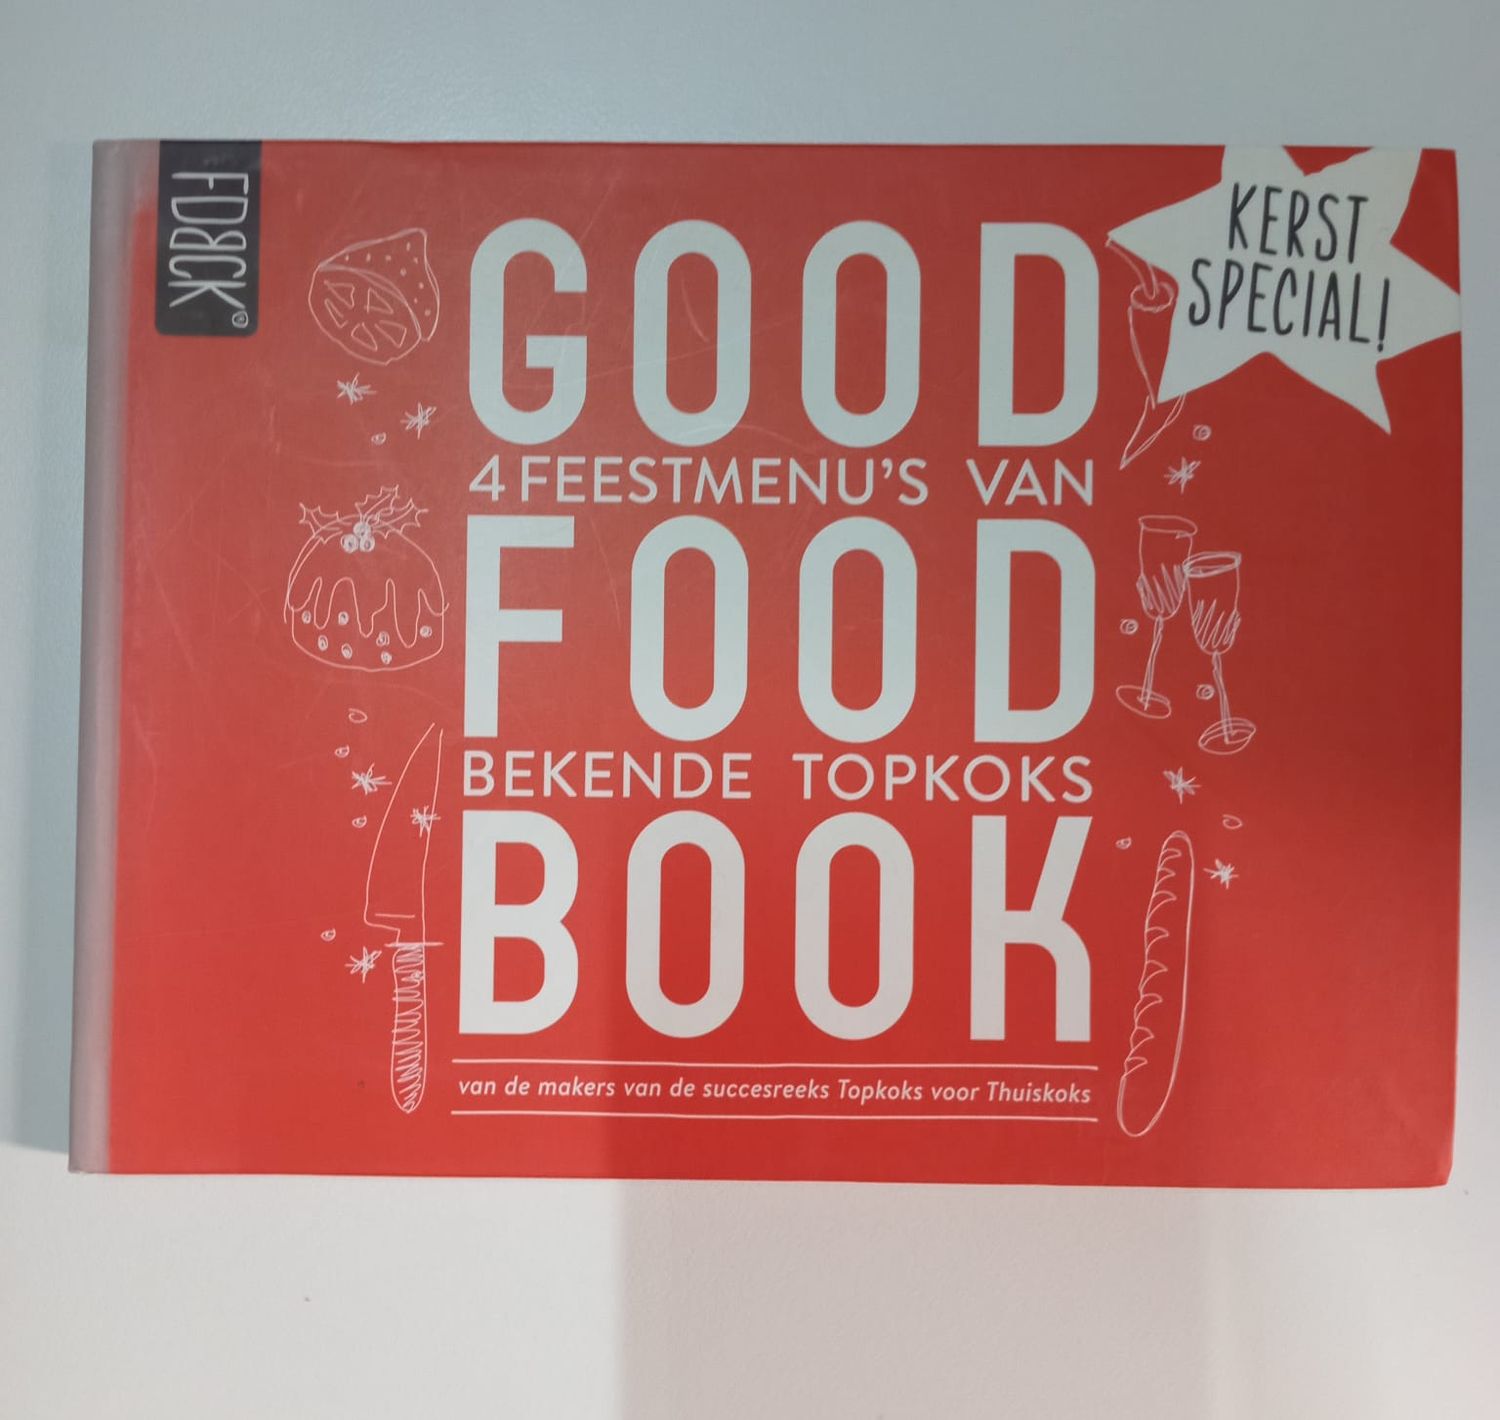 FDBCK
KERST
SPECIAL!
GOOD
4 FEESTMENU'S VAN
FOOD
BEKENDE TOPKOKS
BOOK
van de makers van de succesreeks Topkoks voor Thuiskoks